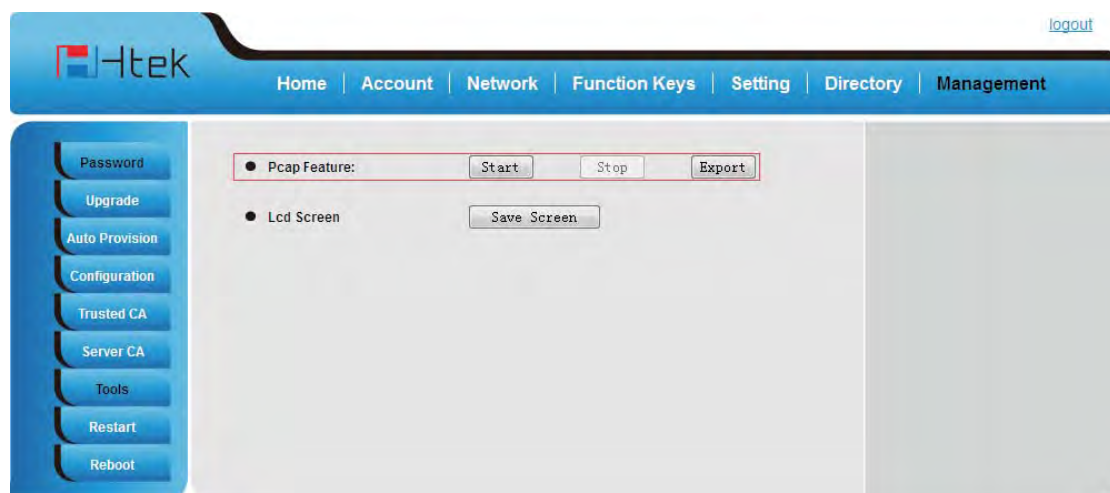 logout
Htek
Home | Account | Network | Function Keys | Setting | Directory | Management
Password
Upgrade
Auto Provision
Configuration
Trusted CA
Server CA
Tools
Restart
Reboot
● Pcap Feature: Start Stop Export
● Lcd Screen Save Screen